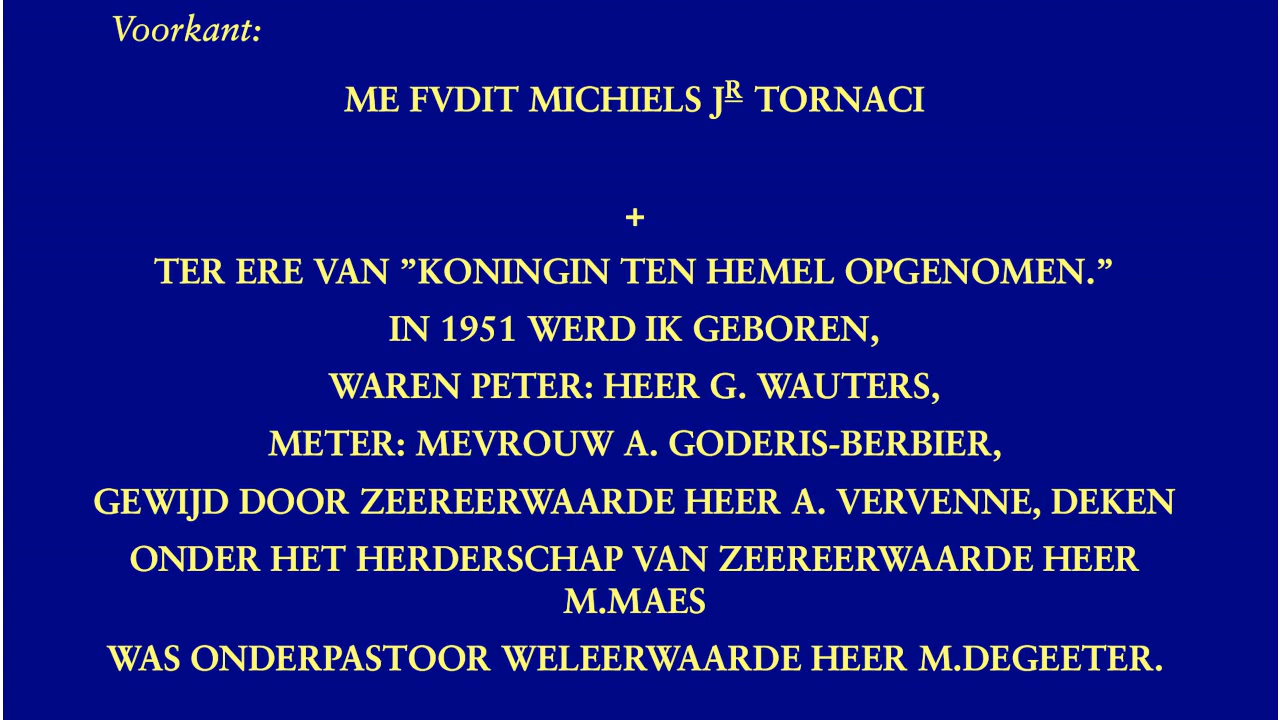 Voorkant:
ME FVDIT MICHIELS Jᴿ TORNACI
+
TER ERE VAN ”KONINGIN TEN HEMEL OPGENOMEN.”
IN 1951 WERD IK GEBOREN,
WAREN PETER: HEER G. WAUTERS,
METER: MEVROUW A. GODERIS-BERBIER,
GEWIJD DOOR ZEEREERWAARDE HEER A. VERVENNE, DEKEN
ONDER HET HERDERSCHAP VAN ZEEREERWAARDE HEER
M.MAES
WAS ONDERPASTOOR WELEERWAARDE HEER M.DEGEETER.